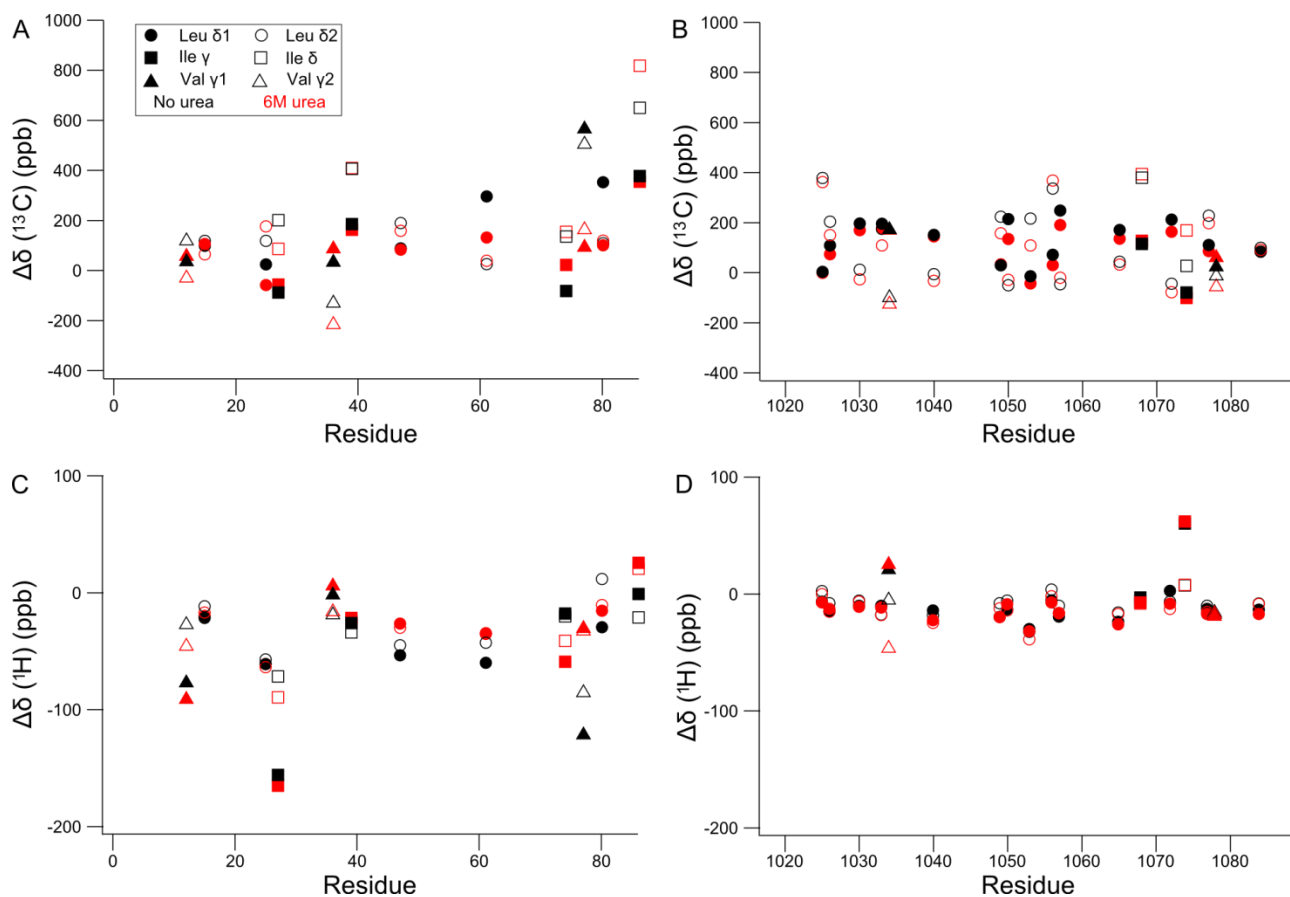 A
Leu δ1 Leu δ2
Ile γ Ile δ
Val γ1 Val γ2
No urea 6M urea
1000
800
600
400
200
0
-200
-400
Δδ (¹³C) (ppb)
0 20 40 60 80
Residue
B
1000
800
600
400
200
0
-200
-400
Δδ (¹³C) (ppb)
1020 1030 1040 1050 1060 1070 1080
Residue
C
100
0
-100
-200
Δδ (¹H) (ppb)
0 20 40 60 80
Residue
D
100
0
-100
-200
Δδ (¹H) (ppb)
1020 1030 1040 1050 1060 1070 1080
Residue